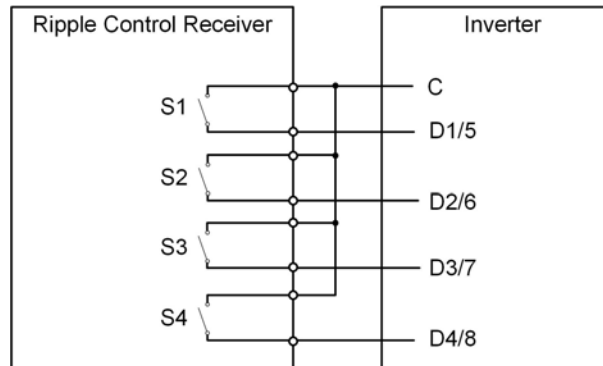 Ripple Control Receiver
Inverter
S1
C
D1/5
S2
D2/6
S3
D3/7
S4
D4/8